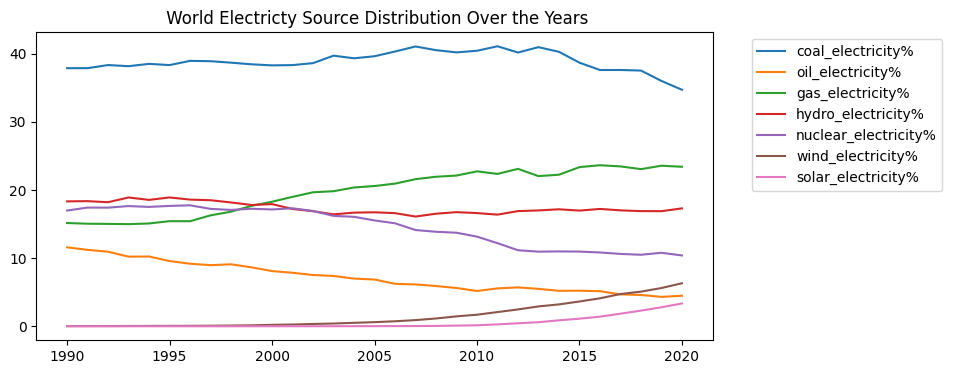 World Electricty Source Distribution Over the Years
40
30
20
10
0
1990
1995
2000
2005
2010
2015
2020
coal_electricity%
oil_electricity%
gas_electricity%
hydro_electricity%
nuclear_electricity%
wind_electricity%
solar_electricity%